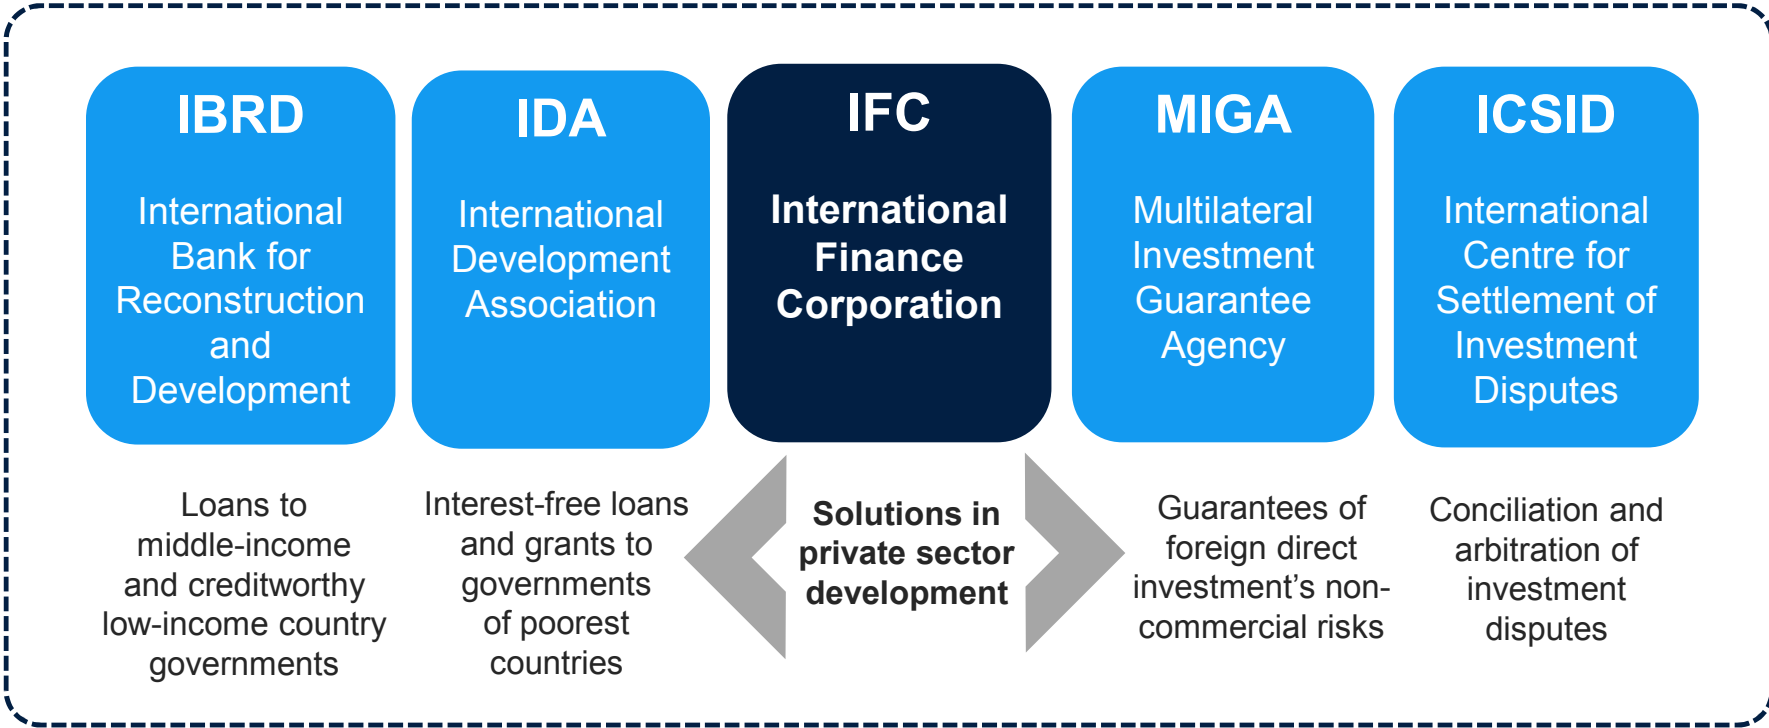 IBRD
International
Bank for
Reconstruction
and
Development
Loans to
middle-income
and creditworthy
low-income country
governments
IDA
International
Development
Association
Interest-free loans
and grants to
governments
of poorest
countries
IFC
International
Finance
Corporation
Solutions in
private sector
development
MIGA
Multilateral
Investment
Guarantee
Agency
Guarantees of
foreign direct
investment’s non-
commercial risks
ICSID
International
Centre for
Settlement of
Investment
Disputes
Conciliation and
arbitration of
investment
disputes